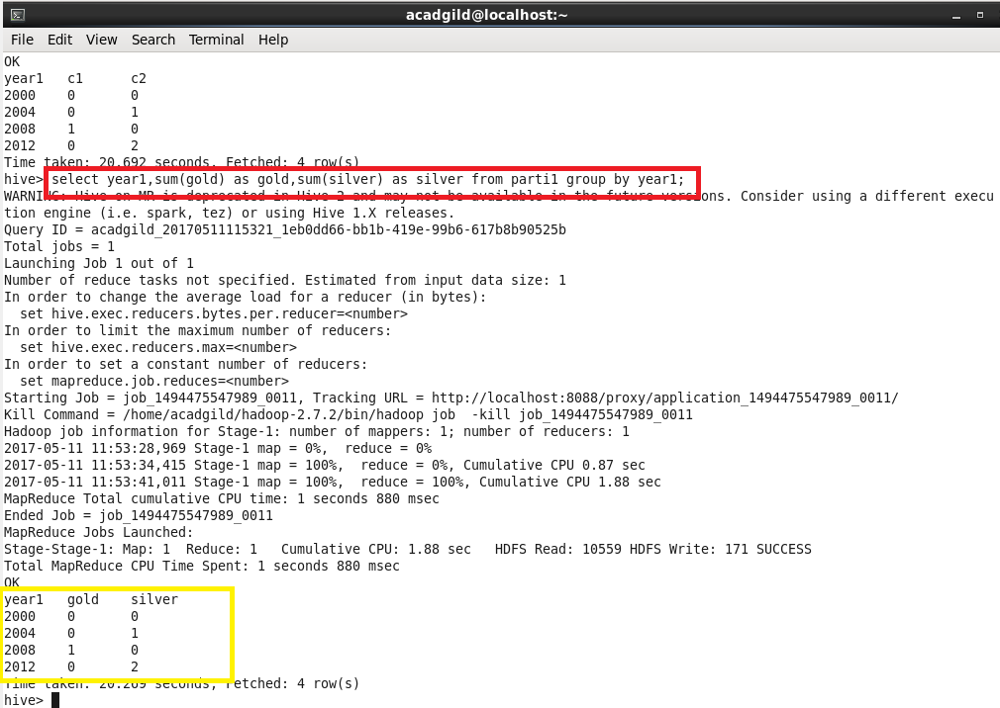 acadgild@localhost:~
File Edit View Search Terminal Help
OK
year1 c1 c2
2000 0 0
2004 0 1
2008 1 0
2012 0 2
Time taken: 20.692 seconds, Fetched: 4 row(s)
hive> select year1,sum(gold) as gold,sum(silver) as silver from parti1 group by year1;
WARNING: Hive-on-MR is deprecated in Hive 2 and may not be available in the future versions. Consider using a different execu
tion engine (i.e. spark, tez) or using Hive 1.X releases.
Query ID = acadgild_20170511115321_1eb0dd66-bb1b-419e-99b6-617b8b90525b
Total jobs = 1
Launching Job 1 out of 1
Number of reduce tasks not specified. Estimated from input data size: 1
In order to change the average load for a reducer (in bytes):
  set hive.exec.reducers.bytes.per.reducer=<number>
In order to limit the maximum number of reducers:
  set hive.exec.reducers.max=<number>
In order to set a constant number of reducers:
  set mapreduce.job.reduces=<number>
Starting Job = job_1494475547989_0011, Tracking URL = http://localhost:8088/proxy/application_1494475547989_0011/
Kill Command = /home/acadgild/hadoop-2.7.2/bin/hadoop job  -kill job_1494475547989_0011
Hadoop job information for Stage-1: number of mappers: 1; number of reducers: 1
2017-05-11 11:53:28,969 Stage-1 map = 0%,  reduce = 0%
2017-05-11 11:53:34,415 Stage-1 map = 100%,  reduce = 0%, Cumulative CPU 0.87 sec
2017-05-11 11:53:41,011 Stage-1 map = 100%,  reduce = 100%, Cumulative CPU 1.88 sec
MapReduce Total cumulative CPU time: 1 seconds 880 msec
Ended Job = job_1494475547989_0011
MapReduce Jobs Launched:
Stage-Stage-1: Map: 1  Reduce: 1   Cumulative CPU: 1.88 sec   HDFS Read: 10559 HDFS Write: 171 SUCCESS
Total MapReduce CPU Time Spent: 1 seconds 880 msec
OK
year1 gold silver
2000 0 0
2004 0 1
2008 1 0
2012 0 2
Time taken: 20.269 seconds, Fetched: 4 row(s)
hive>